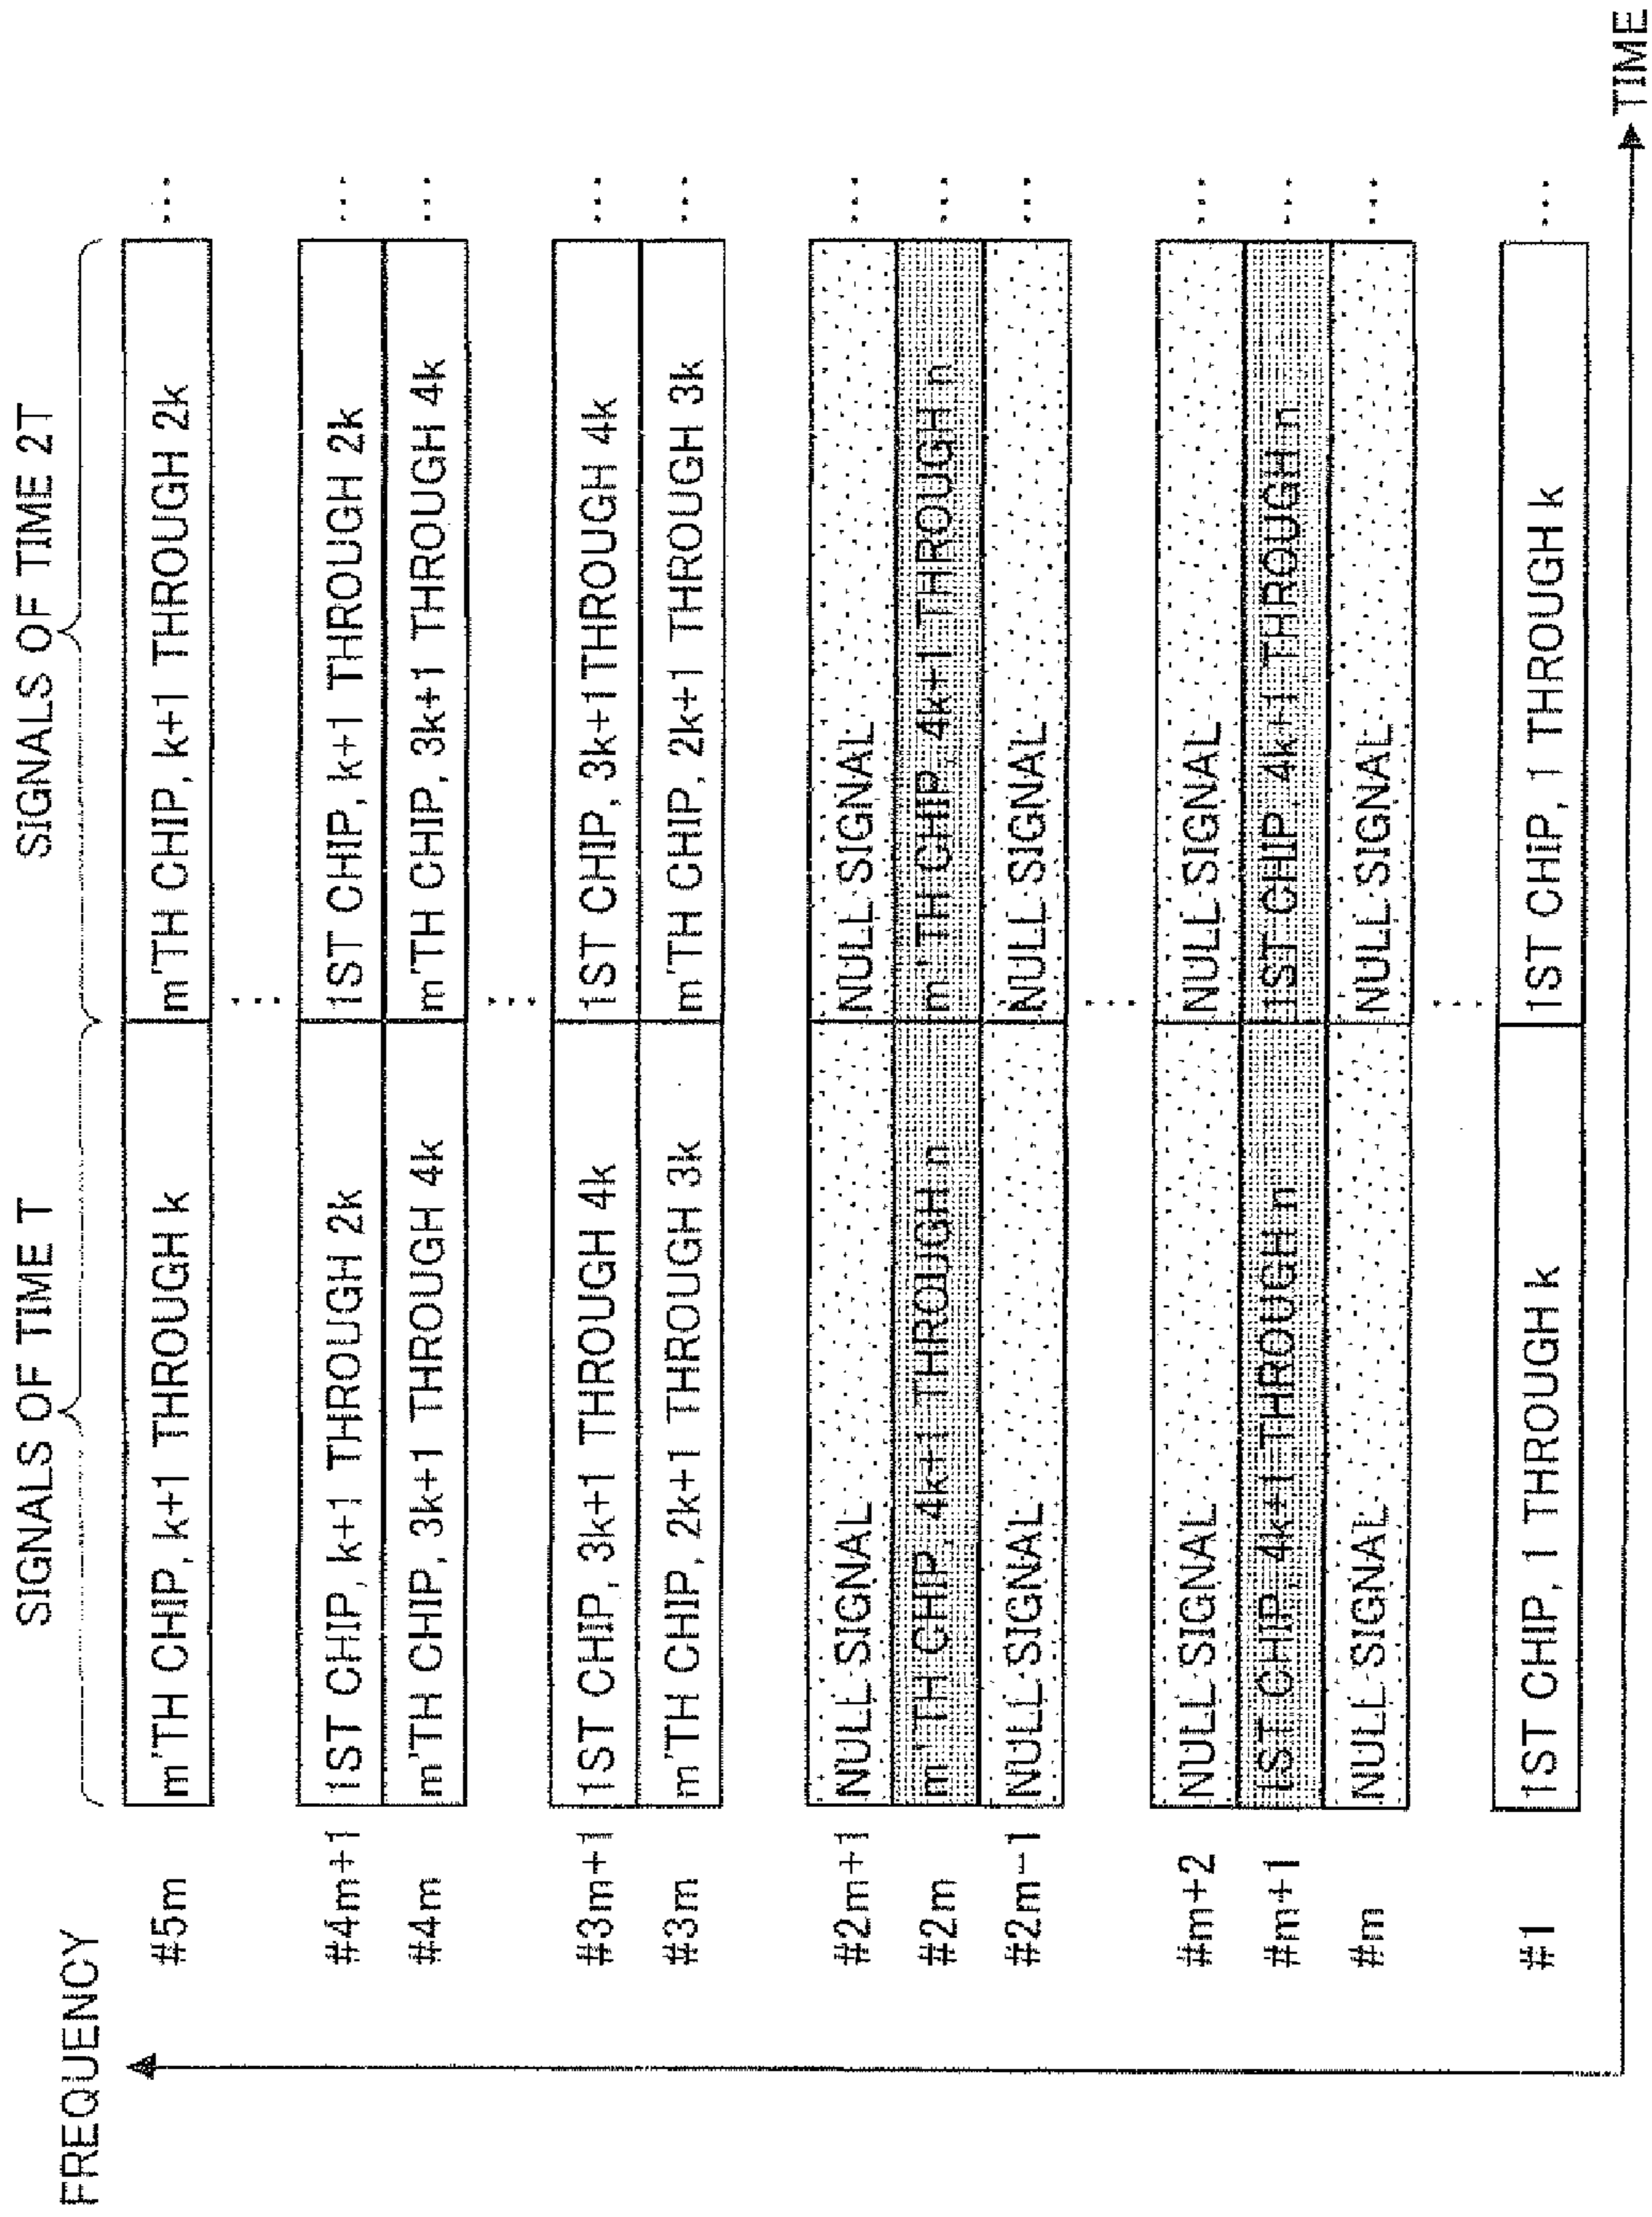 FREQUENCY
SIGNALS OF TIME T
SIGNALS OF TIME 2T
#5m
m'TH CHIP, k+1 THROUGH k
m'TH CHIP, k+1 THROUGH 2k
...
...
#4m+1
1ST CHIP, k+1 THROUGH 2k
1ST CHIP, k+1 THROUGH 2k
...
#4m
m'TH CHIP, 3k+1 THROUGH 4k
m'TH CHIP, 3k+1 THROUGH 4k
...
...
#3m+1
1ST CHIP, 3k+1 THROUGH 4k
1ST CHIP, 3k+1THROUGH 4k
...
#3m
m'TH CHIP, 2k+1 THROUGH 3k
m'TH CHIP, 2k+1 THROUGH 3k
...
#2m+1
NULL SIGNAL
NULL SIGNAL
...
#2m
m'TH CHIP, 4k+1 THROUGH n
m'TH CHIP, 4k+1 THROUGH n
...
#2m-1
NULL SIGNAL
NULL SIGNAL
...
...
#m+2
NULL SIGNAL
NULL SIGNAL
...
#m+1
1ST CHIP, 4k+1 THROUGH n
1ST CHIP, 4k+1 THROUGH n
...
#m
NULL SIGNAL
NULL SIGNAL
...
...
#1
1ST CHIP, 1 THROUGH k
1ST CHIP, 1 THROUGH k
...
TIME